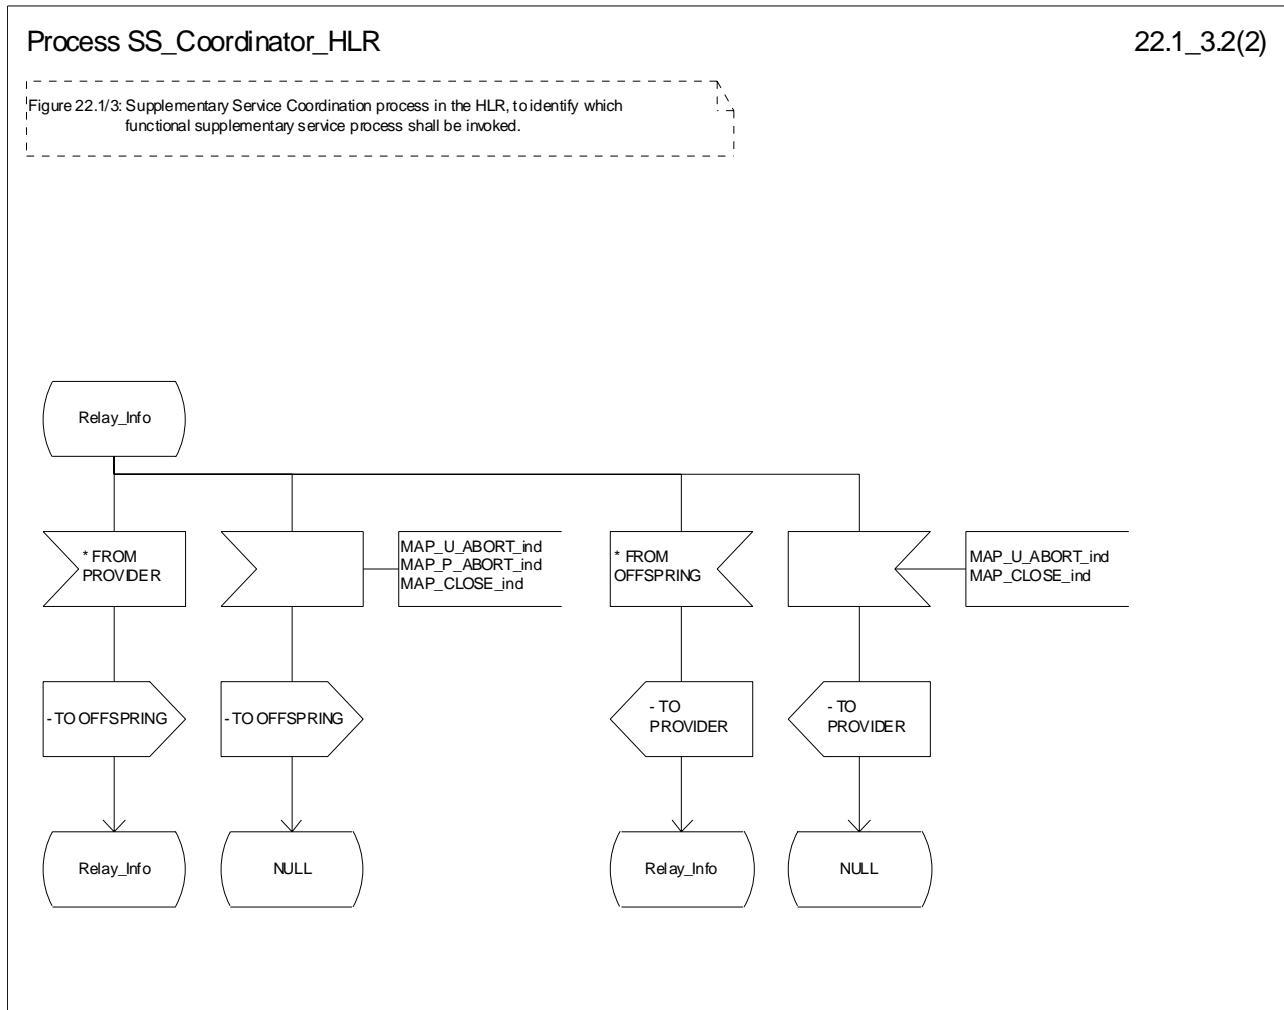 Process SS_Coordinator_HLR
22.1_3.2(2)
Figure 22.1/3: Supplementary Service Coordination process in the HLR, to identify which
functional supplementary service process shall be invoked.
Relay_Info
* FROM
PROVIDER
MAP_U_ABORT_ind
MAP_P_ABORT_ind
MAP_CLOSE_ind
* FROM
OFFSPRING
MAP_U_ABORT_ind
MAP_CLOSE_ind
- TO OFFSPRING
- TO OFFSPRING
- TO
PROVIDER
- TO
PROVIDER
Relay_Info
NULL
Relay_Info
NULL